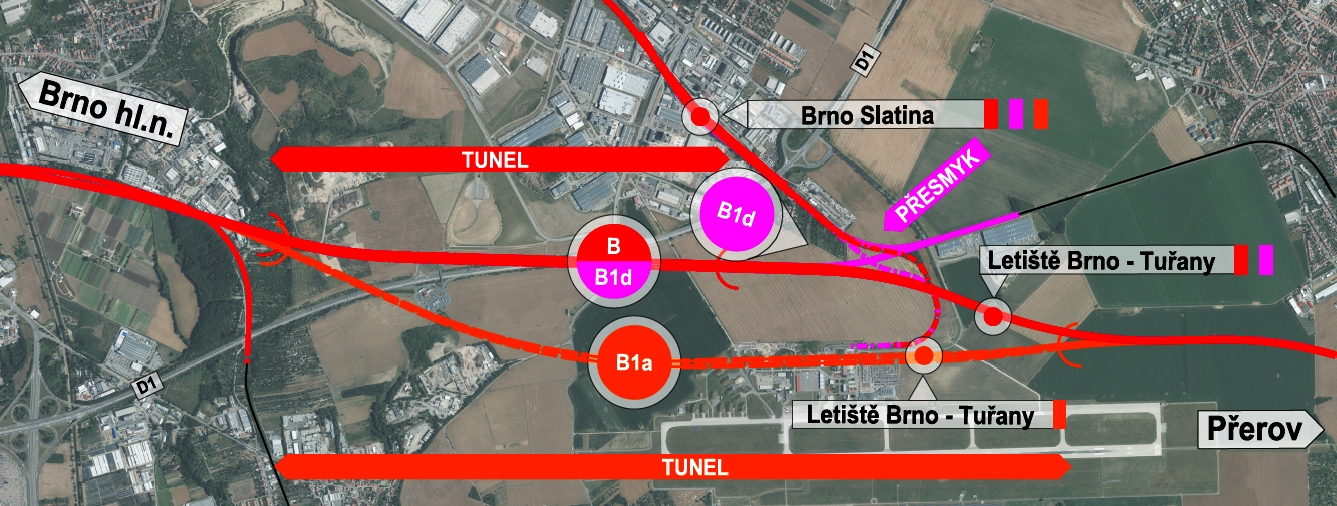 D1
Brno hl.n.
Brno Slatina
TUNEL
PŘESMYK
B1d
B
B1d
Letiště Brno - Tuřany
B1a
D1
Letiště Brno - Tuřany
Přerov
TUNEL